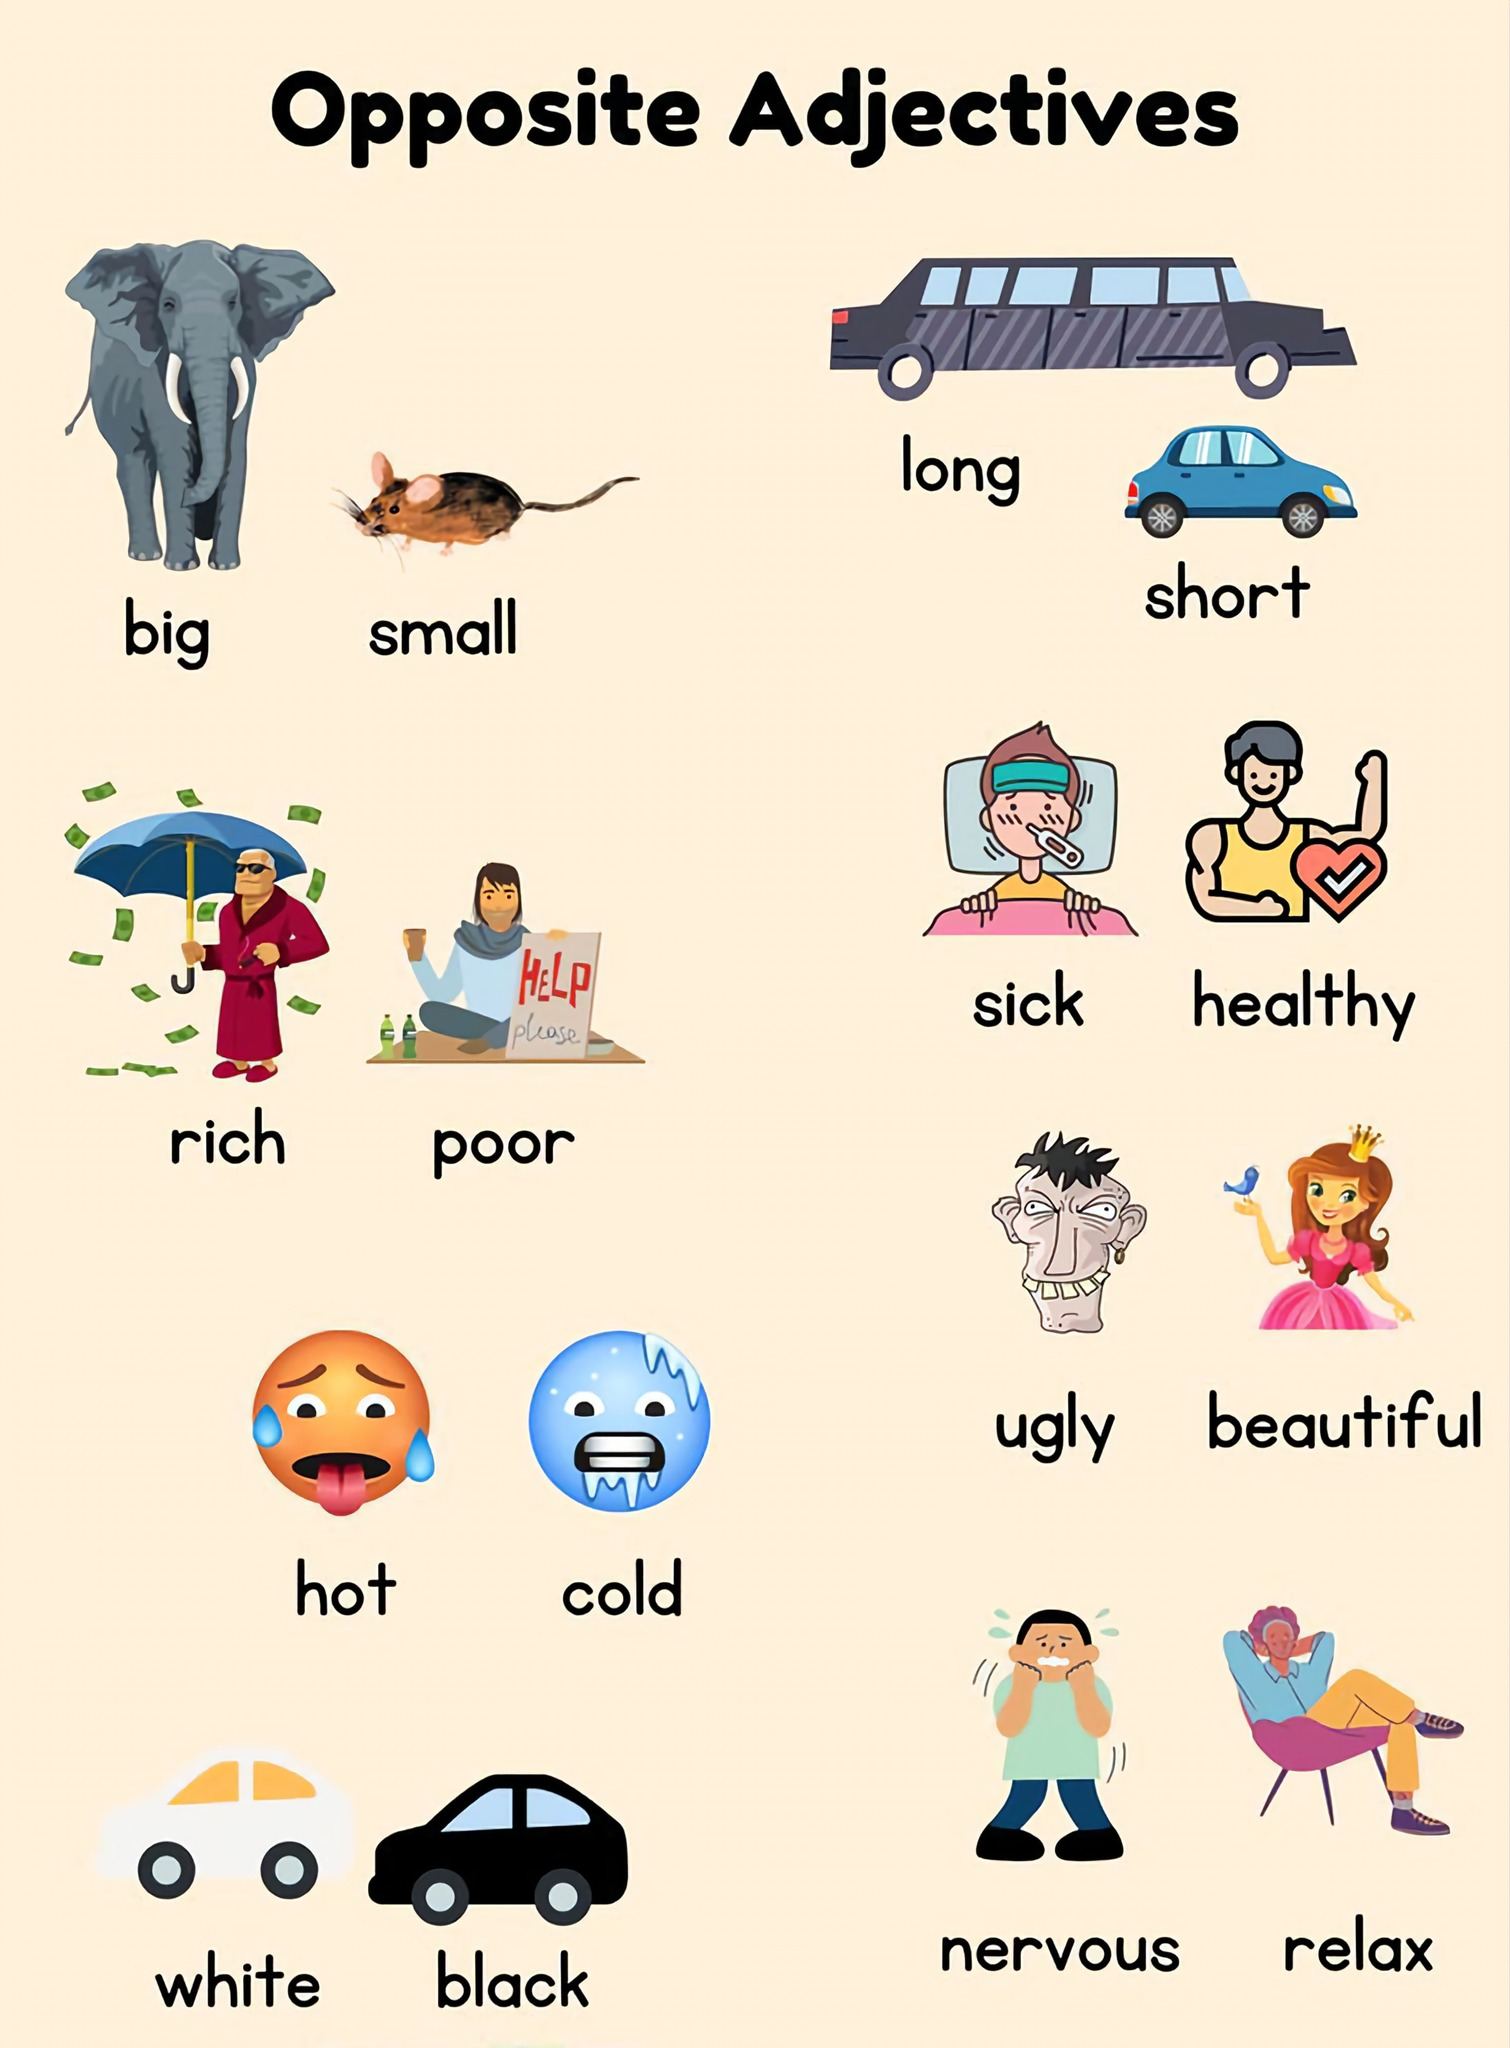 Opposite Adjectives
big small
long
short
rich poor
HELP
please
sick healthy
ugly beautiful
hot cold
nervous relax
white black